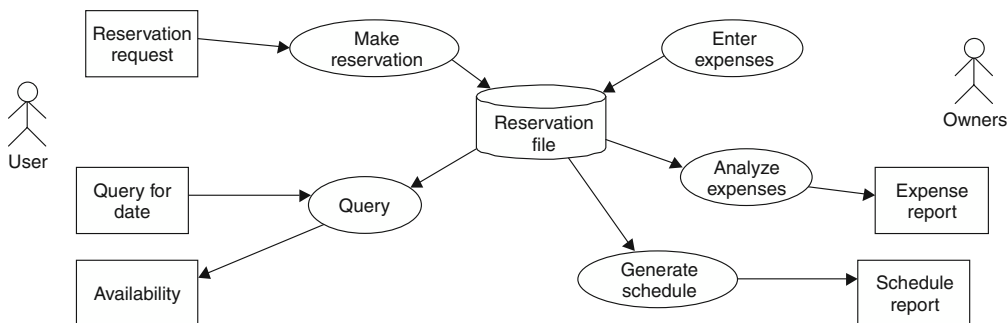 Reservation
request
Make
reservation
Enter
expenses
User
Reservation
file
Owners
Query for
date
Query
Analyze
expenses
Expense
report
Availability
Generate
schedule
Schedule
report